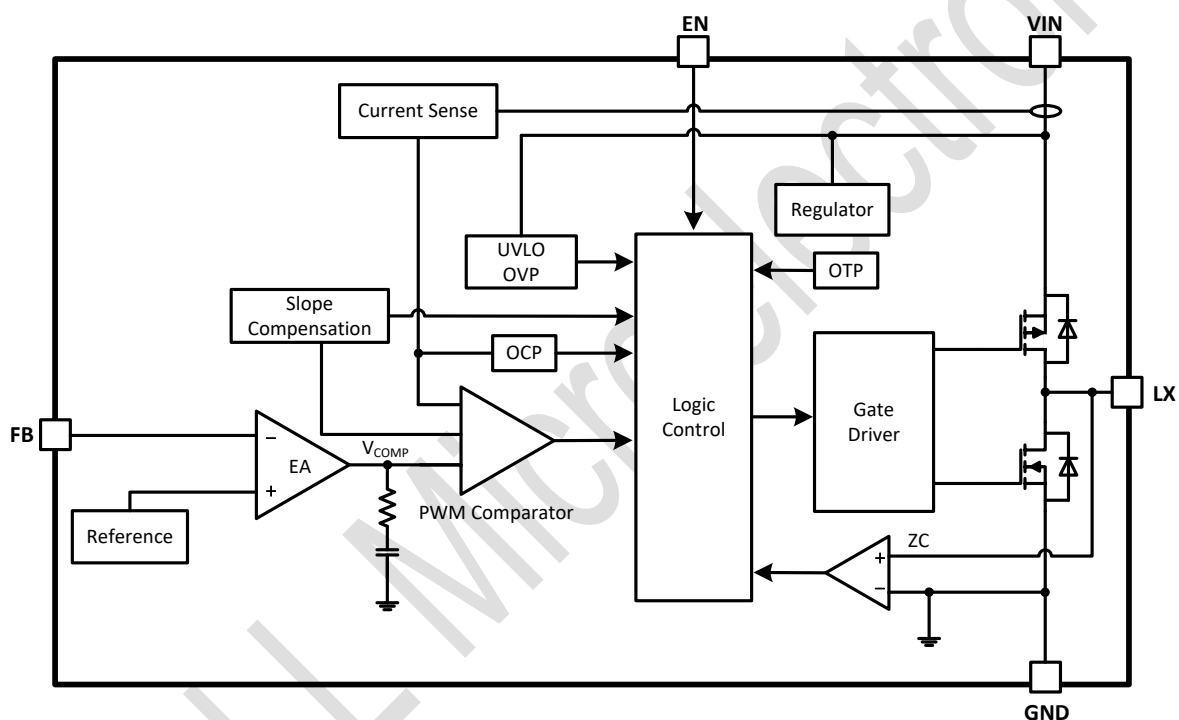 EN
VIN
Current Sense
Regulator
UVLO
OVP
OTP
Slope
Compensation
OCP
LX
Logic
Control
Gate
Driver
FB
−
EA
+
VCOMP
PWM Comparator
Reference
ZC
+
−
GND